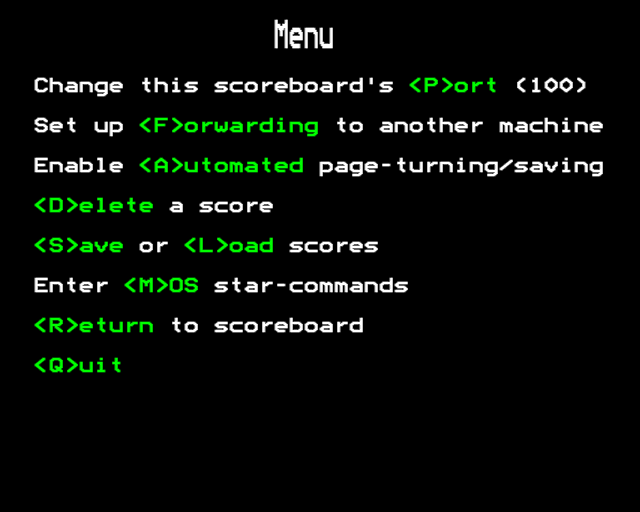 Menu
Change this scoreboard's <P>ort (100)
Set up <F>orwarding to another machine
Enable <A>utomated page-turning/saving
<D>elete a score
<S>ave or <L>oad scores
Enter <M>OS star-commands
<R>eturn to scoreboard
<Q>uit